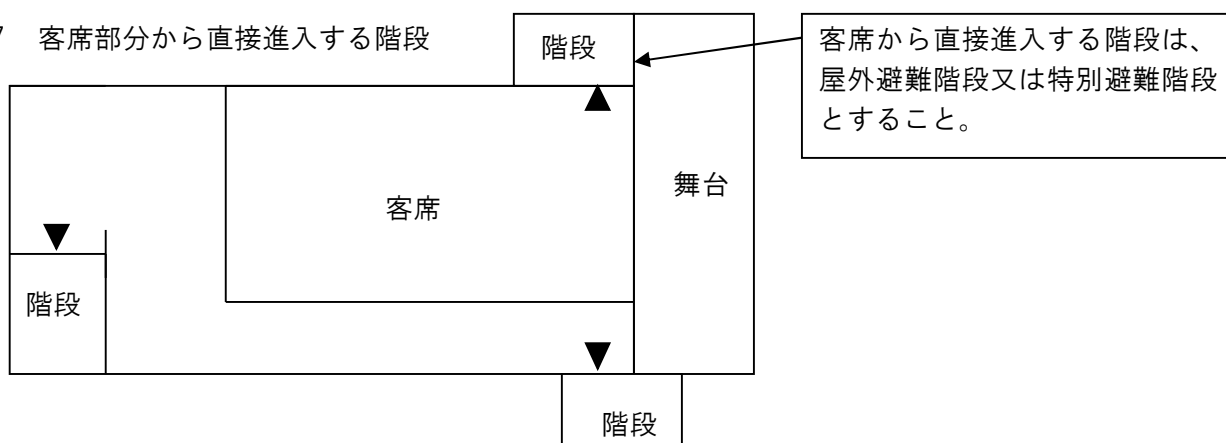 客席部分から直接進入する階段
階段
客席から直接進入する階段は、
屋外避難階段又は特別避難階段
とすること。
舞台
客席
階段
階段